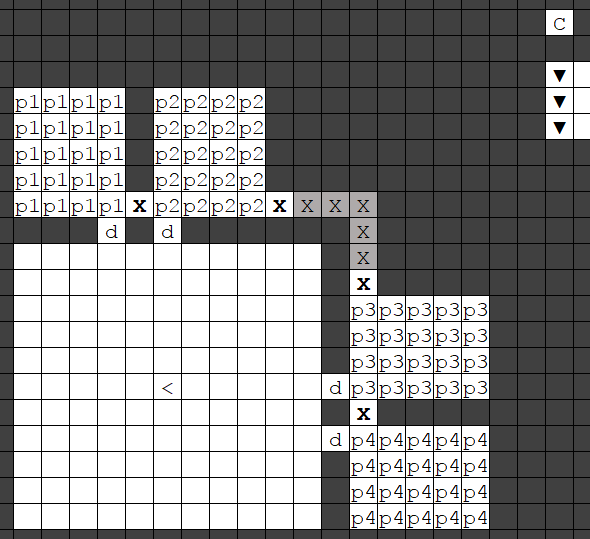 C
▼
p1 p1 p1 p1 p2 p2 p2 p2 ▼
p1 p1 p1 p1 p2 p2 p2 p2 ▼
p1 p1 p1 p1 p2 p2 p2 p2
p1 p1 p1 p1 p2 p2 p2 p2
p1 p1 p1 p1 x p2 p2 p2 p2 x X X X
d d X
X
x
p3 p3 p3 p3 p3
p3 p3 p3 p3 p3
p3 p3 p3 p3 p3
< d p3 p3 p3 p3 p3
x
d p4 p4 p4 p4 p4
p4 p4 p4 p4 p4
p4 p4 p4 p4 p4
p4 p4 p4 p4 p4